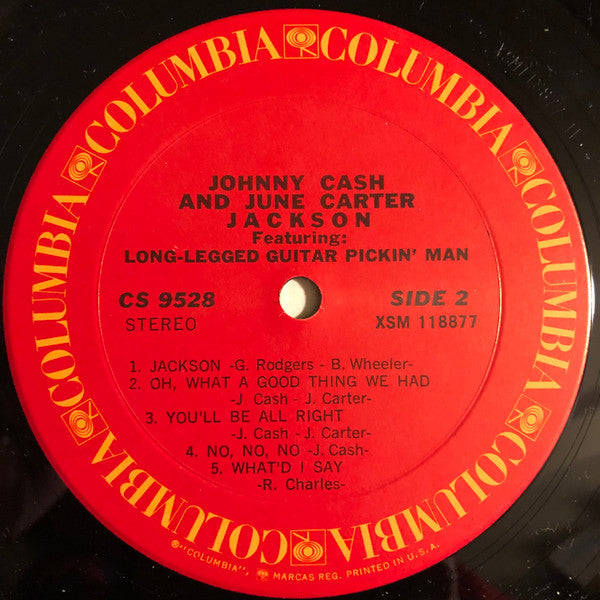 COLUMBIA COLUMBIA COLUMBIA COLUMBIA COLUMBIA COLUMBIA
JOHNNY CASH
AND JUNE CARTER
JACKSON
Featuring:
LONG-LEGGED GUITAR PICKIN' MAN
CS 9528
SIDE 2
STEREO
XSM 118877
1. JACKSON -G. Rodgers - B. Wheeler-
2. OH, WHAT A GOOD THING WE HAD
-J. Cash - J. Carter-
3. YOU'LL BE ALL RIGHT
-J. Cash - J. Carter-
4. NO, NO, NO -J. Cash-
5. WHAT'D I SAY
-R. Charles-
®"COLUMBIA", MARCAS REG. PRINTED IN U.S.A.